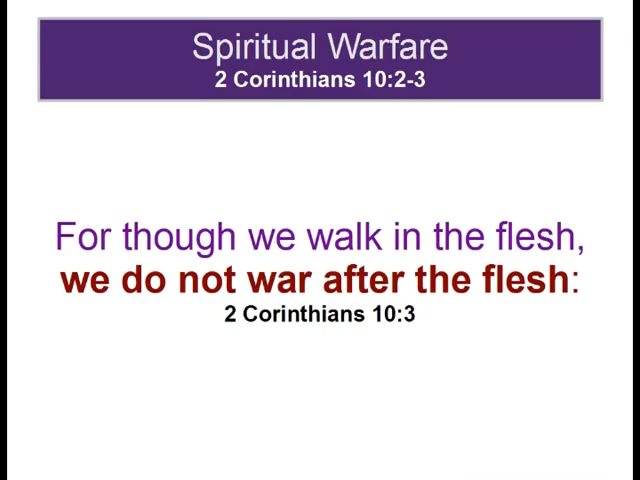 Spiritual Warfare
2 Corinthians 10:2-3
For though we walk in the flesh,
we do not war after the flesh:
2 Corinthians 10:3